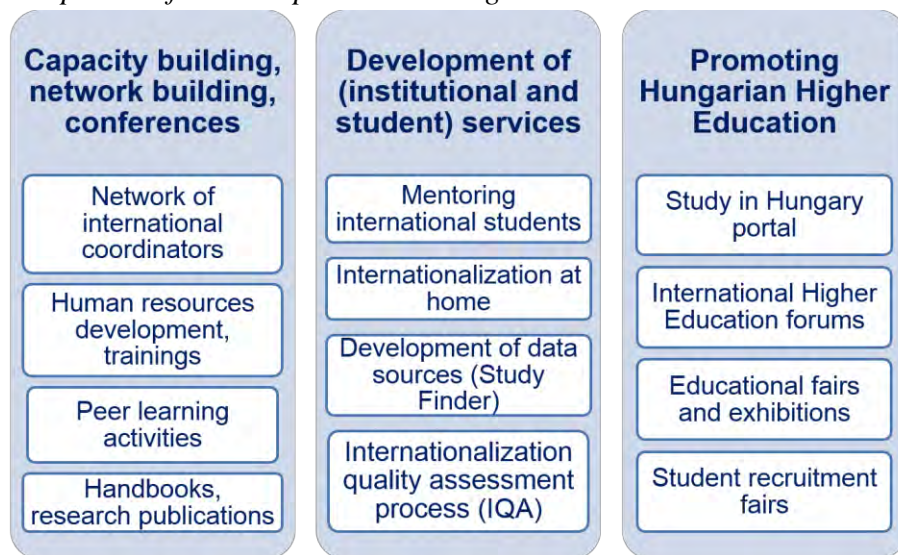 Capacity building,
network building,
conferences
Network of
international
coordinators
Human resources
development,
trainings
Peer learning
activities
Handbooks,
research publications
Development of
(institutional and
student) services
Mentoring
international students
Internationalization at
home
Development of data
sources (Study
Finder)
Internationalization
quality assessment
process (IQA)
Promoting
Hungarian Higher
Education
Study in Hungary
portal
International Higher
Education forums
Educational fairs
and exhibitions
Student recruitment
fairs